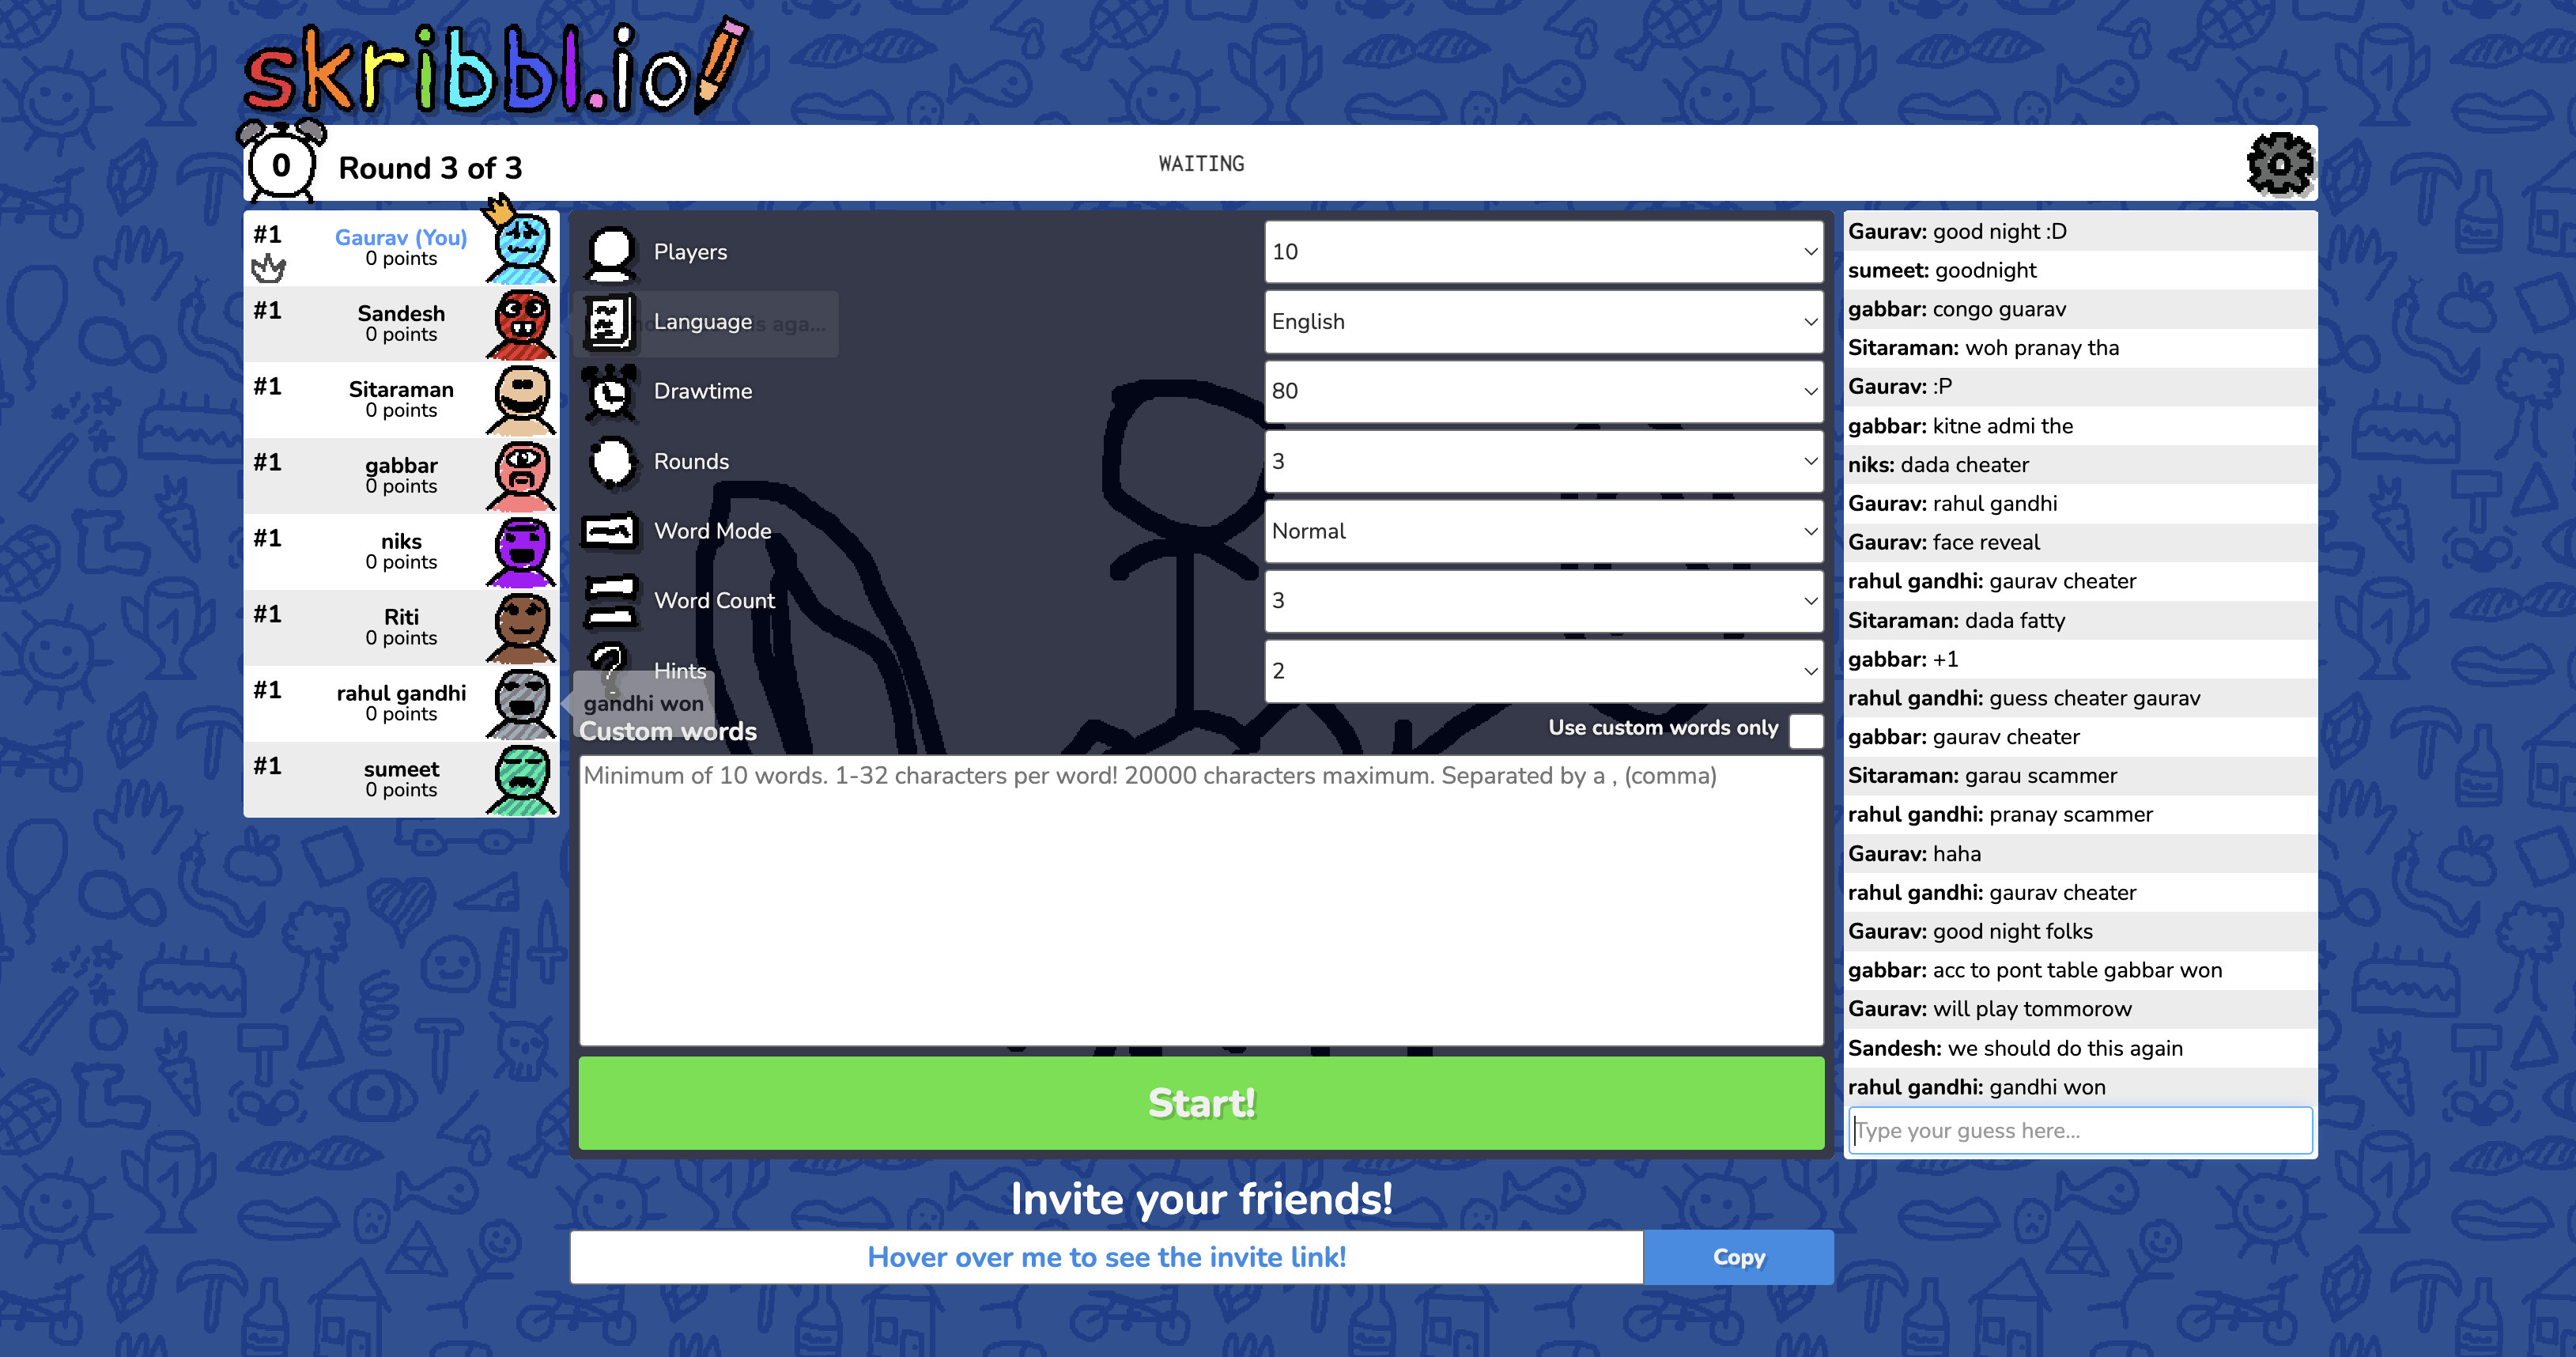 skribbl.io
0
Round 3 of 3
WAITING
#1
Gaurav (You)
0 points
#1
Sandesh
0 points
#1
Sitaraman
0 points
#1
gabbar
0 points
#1
niks
0 points
#1
Riti
0 points
#1
rahul gandhi
0 points
#1
sumeet
0 points
Players
10
Language
s aga...
English
Drawtime
80
Rounds
3
Word Mode
Normal
Word Count
3
Hints
2
gandhi won
Custom words
Use custom words only
Minimum of 10 words. 1-32 characters per word! 20000 characters maximum. Separated by a , (comma)
Start!
Invite your friends!
Hover over me to see the invite link!
Copy
Gaurav: good night :D
sumeet: goodnight
gabbar: congo guarav
Sitaraman: woh pranay tha
Gaurav: :P
gabbar: kitne admi the
niks: dada cheater
Gaurav: rahul gandhi
Gaurav: face reveal
rahul gandhi: gaurav cheater
Sitaraman: dada fatty
gabbar: +1
rahul gandhi: guess cheater gaurav
gabbar: gaurav cheater
Sitaraman: garau scammer
rahul gandhi: pranay scammer
Gaurav: haha
rahul gandhi: gaurav cheater
Gaurav: good night folks
gabbar: acc to pont table gabbar won
Gaurav: will play tommorow
Sandesh: we should do this again
rahul gandhi: gandhi won
Type your guess here...